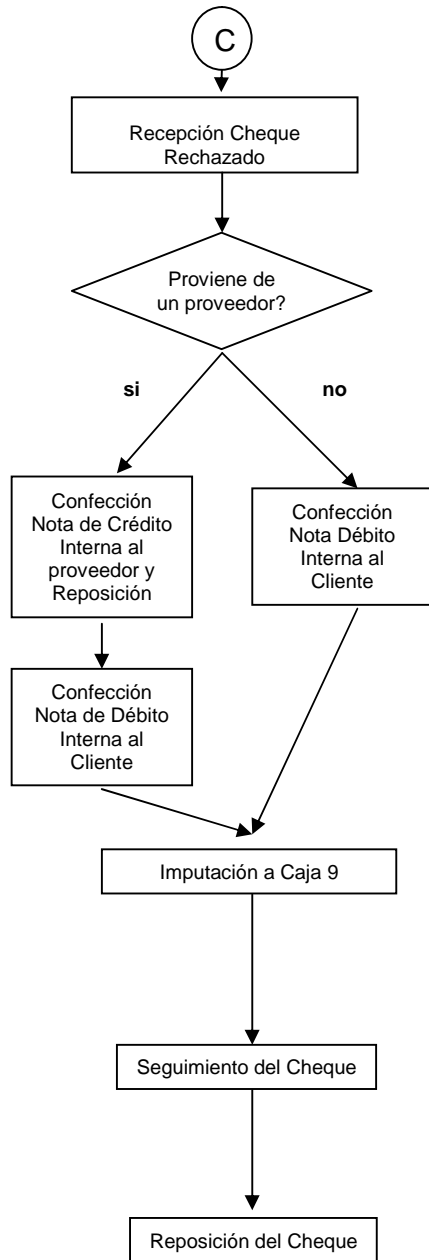 C
Recepción Cheque
Rechazado
Proviene de
un proveedor?
si
no
Confección
Nota de Crédito
Interna al
proveedor y
Reposición
Confección
Nota Débito
Interna al
Cliente
Confección
Nota de Débito
Interna al
Cliente
Imputación a Caja 9
Seguimiento del Cheque
Reposición del Cheque